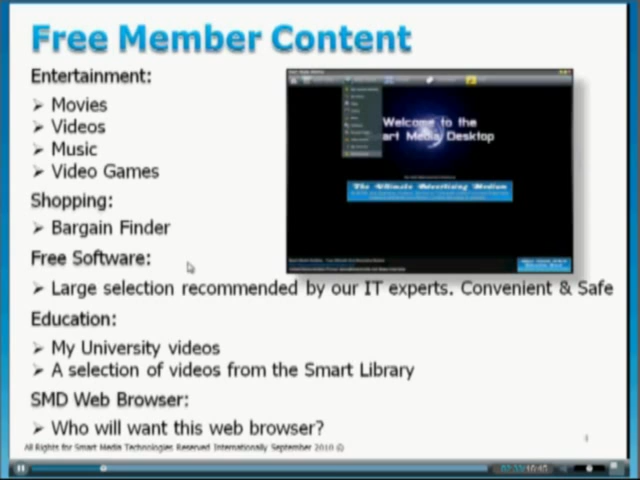 Free Member Content
Entertainment:
➢ Movies
➢ Videos
➢ Music
➢ Video Games
Shopping:
➢ Bargain Finder
Free Software:
➢ Large selection recommended by our IT experts. Convenient & Safe
Education:
➢ My University videos
➢ A selection of videos from the Smart Library
SMD Web Browser:
➢ Who will want this web browser?
Welcome to the
art Media Desktop
The Ultimate Advertising Medium
All Rights for Smart Media Technologies Reserved Internationally September 2010 ©